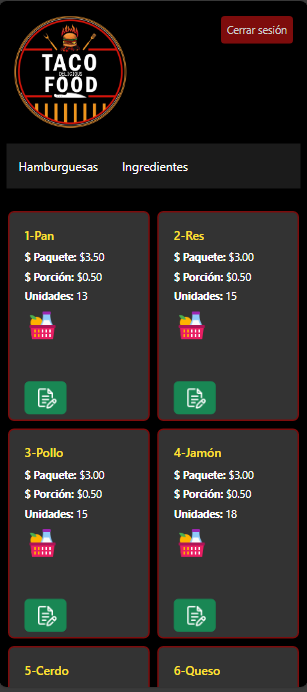 Cerrar sesión
TACO
DELICIOUS
FOOD
Hamburguesas Ingredientes
1-Pan
$ Paquete: $3.50
$ Porción: $0.50
Unidades: 13
2-Res
$ Paquete: $3.00
$ Porción: $0.50
Unidades: 15
3-Pollo
$ Paquete: $3.00
$ Porción: $0.50
Unidades: 15
4-Jamón
$ Paquete: $3.00
$ Porción: $0.50
Unidades: 18
5-Cerdo
6-Queso